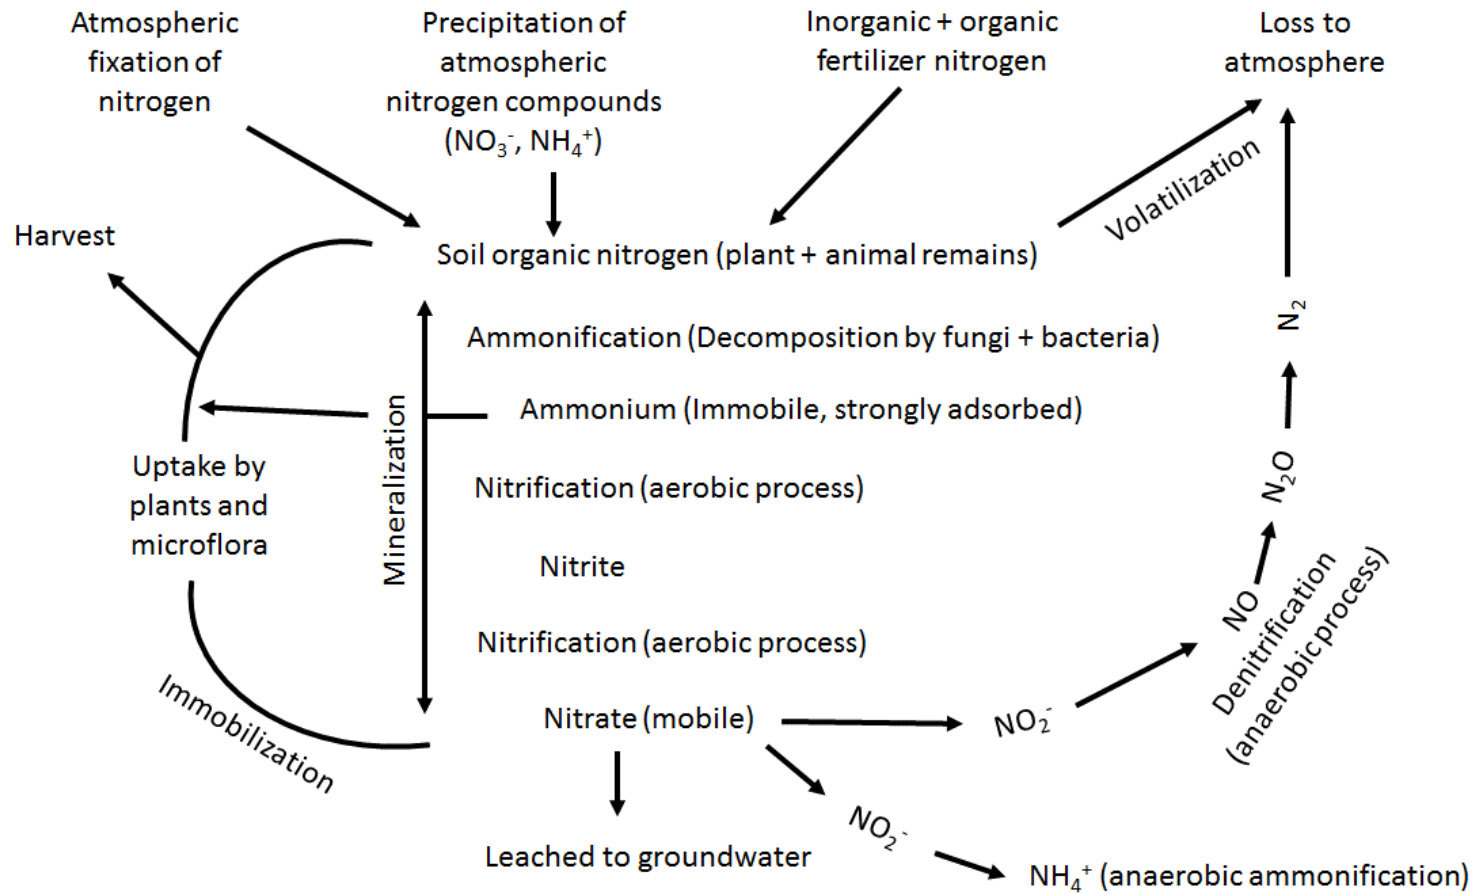 Atmospheric
fixation of
nitrogen
Precipitation of
atmospheric
nitrogen compounds
(NO₃⁻, NH₄⁺)
Inorganic + organic
fertilizer nitrogen
Loss to
atmosphere
Volatilization
Harvest
Soil organic nitrogen (plant + animal remains)
Ammonification (Decomposition by fungi + bacteria)
Ammonium (Immobile, strongly adsorbed)
Mineralization
Uptake by
plants and
microflora
Nitrification (aerobic process)
Nitrite
Nitrification (aerobic process)
Immobilization
Nitrate (mobile)
NO₂⁻
NO
N₂O
N₂
Denitrification
(anaerobic process)
NO₂⁻
Leached to groundwater
NH₄⁺ (anaerobic ammonification)